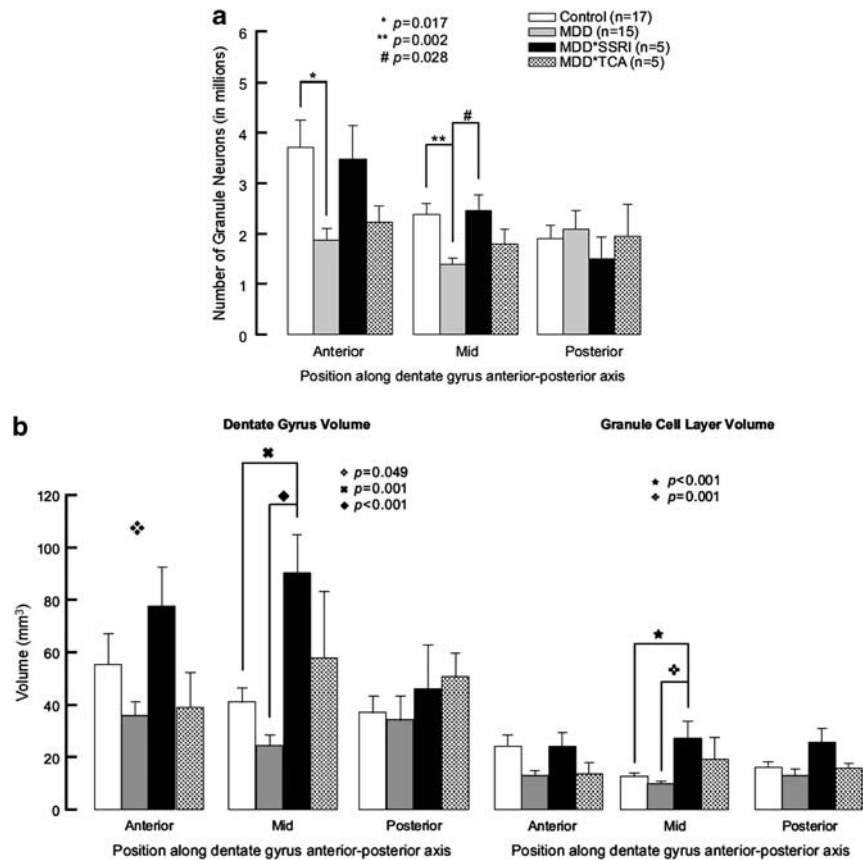 a
* p=0.017
** p=0.002
# p=0.028
Control (n=17)
MDD (n=15)
MDD*SSRI (n=5)
MDD*TCA (n=5)
Number of Granule Neurons (in millions)
6
5
4
3
2
1
0
*
**
#
Anterior Mid Posterior
Position along dentate gyrus anterior-posterior axis
b
Dentate Gyrus Volume
Granule Cell Layer Volume
❖ p=0.049
✖ p=0.001
◆ p<0.001
★ p<0.001
✤ p=0.001
Volume (mm³)
120
100
80
60
40
20
0
❖
✖
◆
★
✤
Anterior Mid Posterior Anterior Mid Posterior
Position along dentate gyrus anterior-posterior axis Position along dentate gyrus anterior-posterior axis